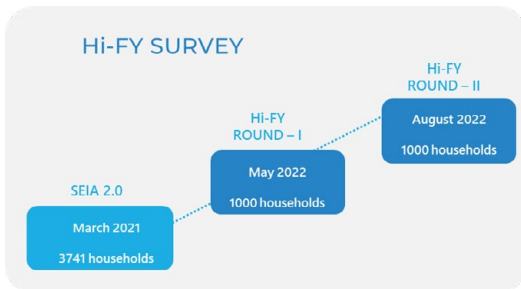 Hi-FY SURVEY
Hi-FY
ROUND – II
August 2022
1000 households
Hi-FY
ROUND – I
May 2022
1000 households
SEIA 2.0
March 2021
3741 households